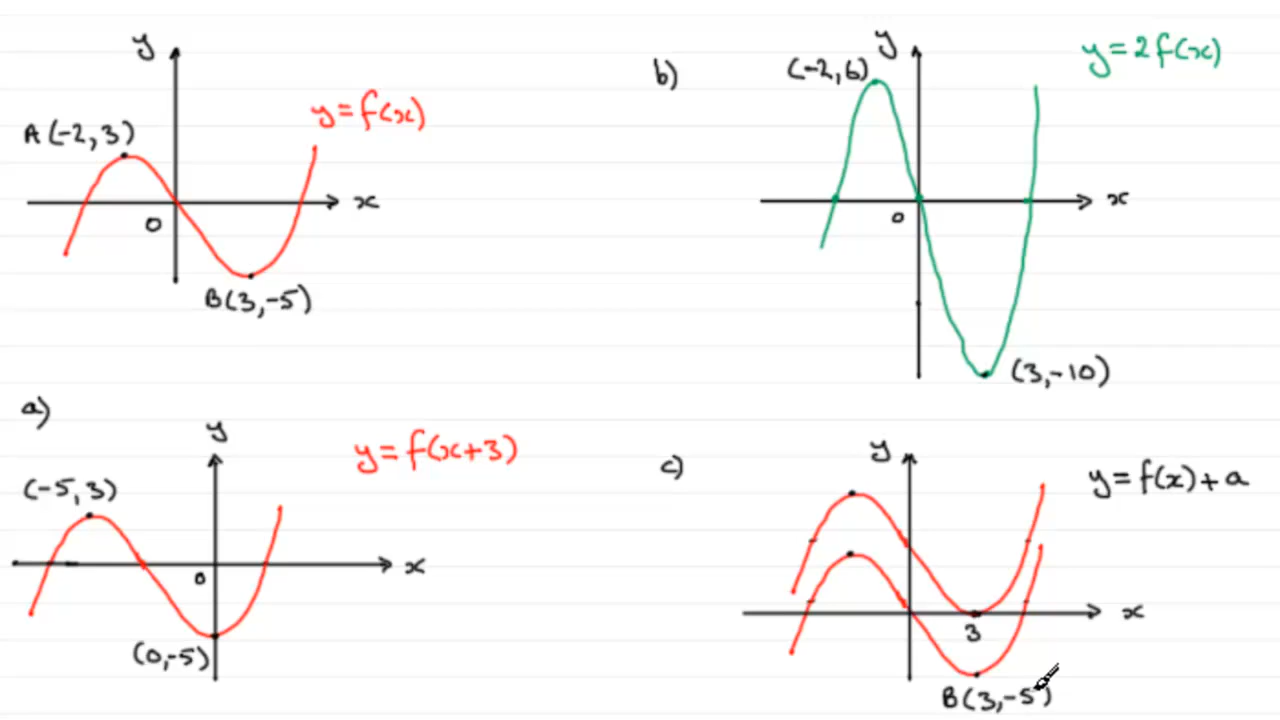 y
y=f(x)
A(-2,3)
x
0
B(3,-5)
a)
y
y=f(x+3)
(-5,3)
x
0
(0,-5)
b)
y
y=2f(x)
(-2,6)
x
0
(3,-10)
c)
y
y=f(x)+a
x
3
B(3,-5)